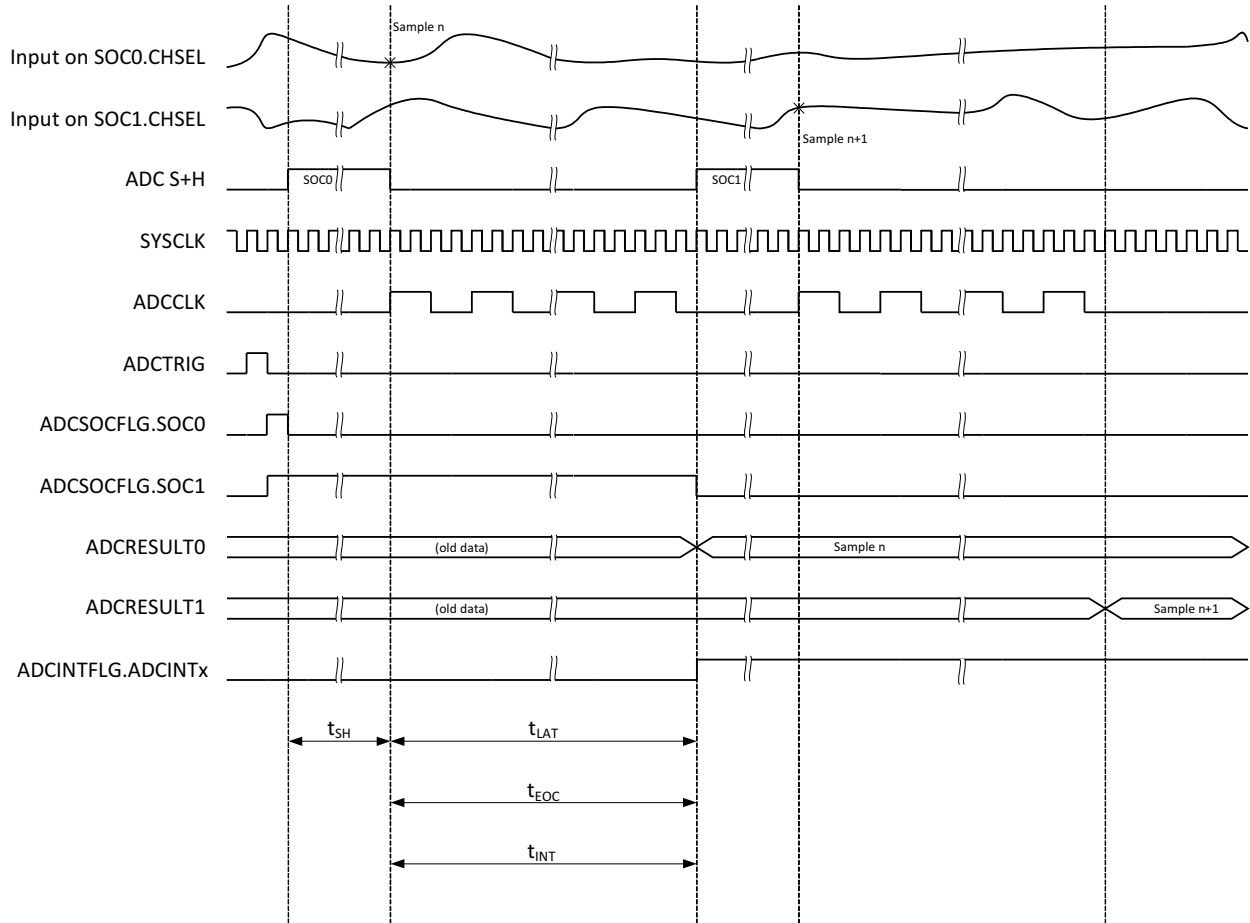 Sample n
Input on SOC0.CHSEL
Input on SOC1.CHSEL
Sample n+1
ADC S+H
SOC0
SOC1
SYSCLK
ADCCLK
ADCTRIG
ADCSOCFLG.SOC0
ADCSOCFLG.SOC1
ADCRESULT0
(old data)
Sample n
ADCRESULT1
(old data)
Sample n+1
ADCINTFLG.ADCINTx
tSH
tLAT
tEOC
tINT